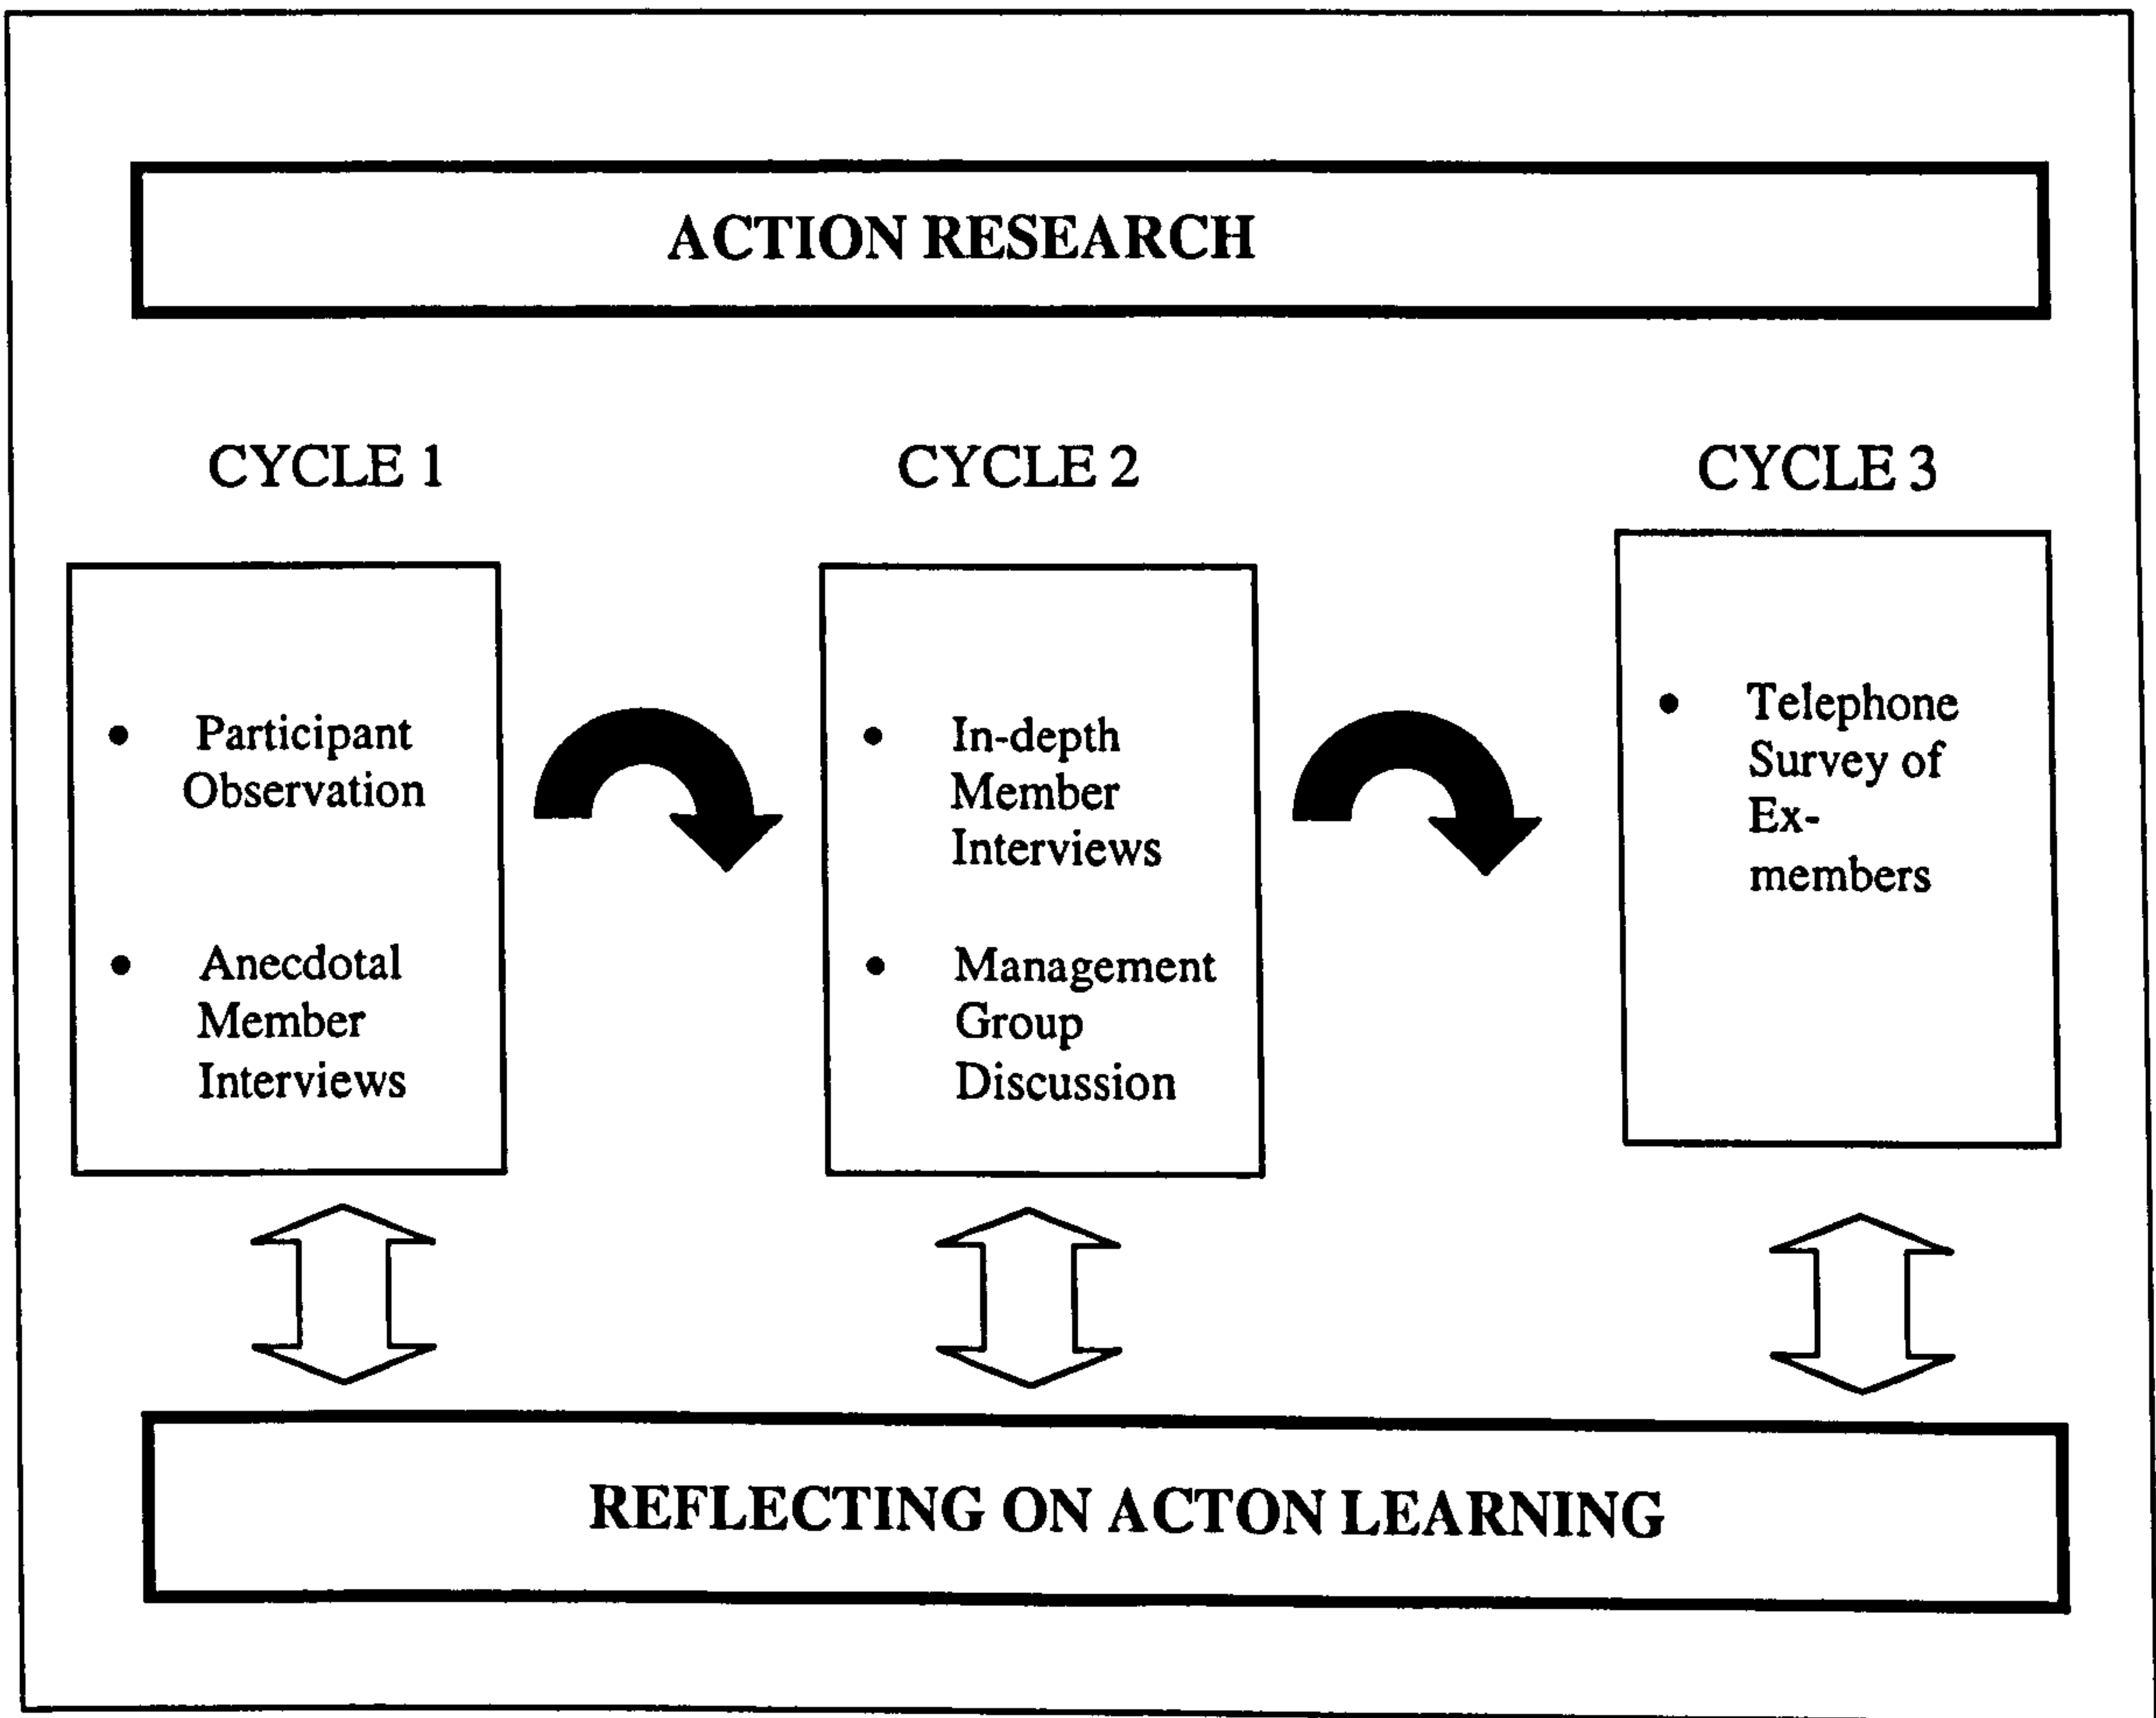 ACTION RESEARCH
CYCLE 1
CYCLE 2
CYCLE 3
• Participant
Observation
• Anecdotal
Member
Interviews
• In-depth
Member
Interviews
• Management
Group
Discussion
• Telephone
Survey of
Ex-
members
REFLECTING ON ACTON LEARNING